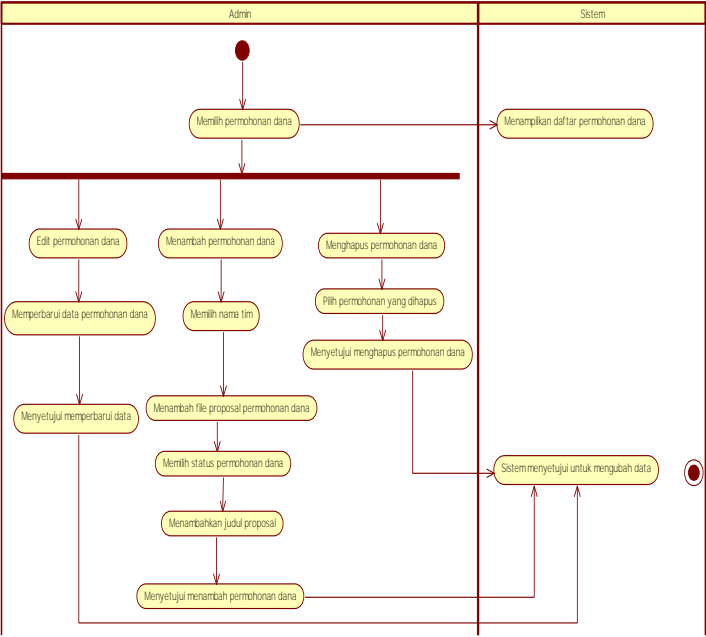 Admin
Sistem
Memilih permohonan dana
Menampilkan daftar permohonan dana
Edit permohonan dana
Menambah permohonan dana
Menghapus permohonan dana
Memperbarui data permohonan dana
Memilih nama tim
Pilih permohonan yang dihapus
Menyetujui menghapus permohonan dana
Menyetujui memperbarui data
Menambah file proposal permohonan dana
Memilih status permohonan dana
Sistem menyetujui untuk mengubah data
Menambahkan judul proposal
Menyetujui menambah permohonan dana